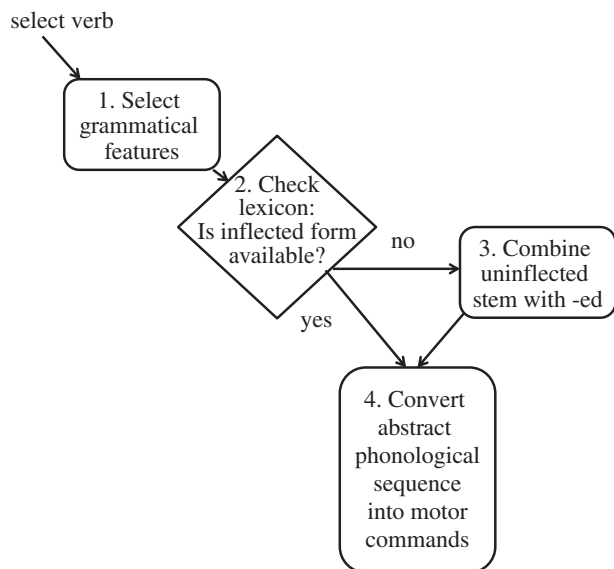 select verb
1. Select
grammatical
features
2. Check
lexicon:
Is inflected form
available?
no
3. Combine
uninflected
stem with -ed
yes
4. Convert
abstract
phonological
sequence
into motor
commands